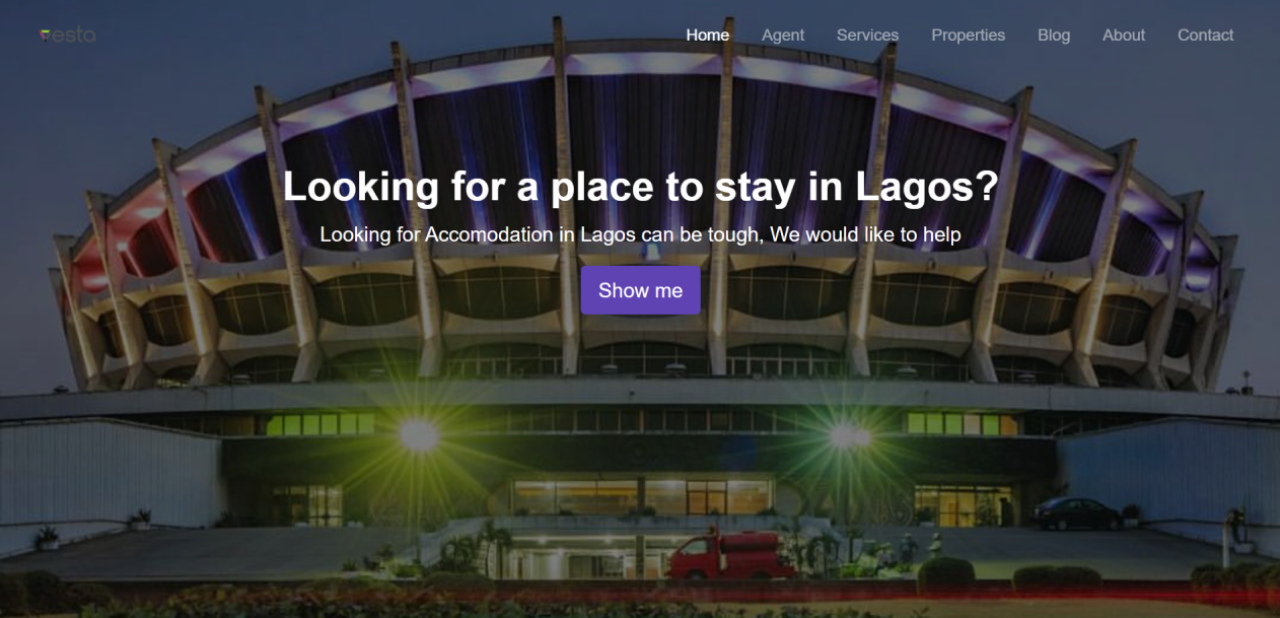 Home Agent Services Properties Blog About Contact
Looking for a place to stay in Lagos?
Looking for Accomodation in Lagos can be tough, We would like to help
Show me